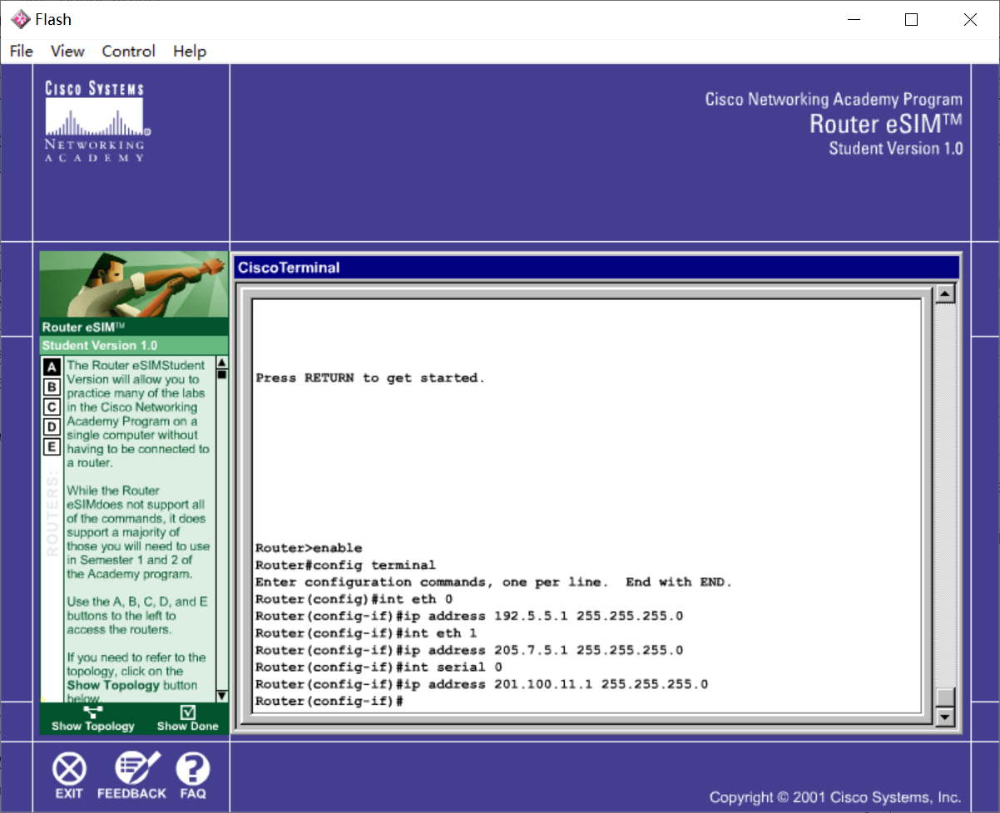 Flash
File View Control Help
CISCO SYSTEMS
NETWORKING
ACADEMY
Cisco Networking Academy Program
Router eSIM™
Student Version 1.0
Router eSIM™
Student Version 1.0
A
B
C
D
E
ROUTERS:
The Router eSIMStudent
Version will allow you to
practice many of the labs
in the Cisco Networking
Academy Program on a
single computer without
having to be connected to
a router.
While the Router
eSIMdoes not support all
of the commands, it does
support a majority of
those you will need to use
in Semester 1 and 2 of
the Academy program.
Use the A, B, C, D, and E
buttons to the left to
access the routers.
If you need to refer to the
topology, click on the
Show Topology button
below.
Show Topology Show Done
CiscoTerminal
Press RETURN to get started.
Router>enable
Router#config terminal
Enter configuration commands, one per line.  End with END.
Router(config)#int eth 0
Router(config-if)#ip address 192.5.5.1 255.255.255.0
Router(config-if)#int eth 1
Router(config-if)#ip address 205.7.5.1 255.255.255.0
Router(config-if)#int serial 0
Router(config-if)#ip address 201.100.11.1 255.255.255.0
Router(config-if)#
EXIT FEEDBACK FAQ
Copyright © 2001 Cisco Systems, Inc.